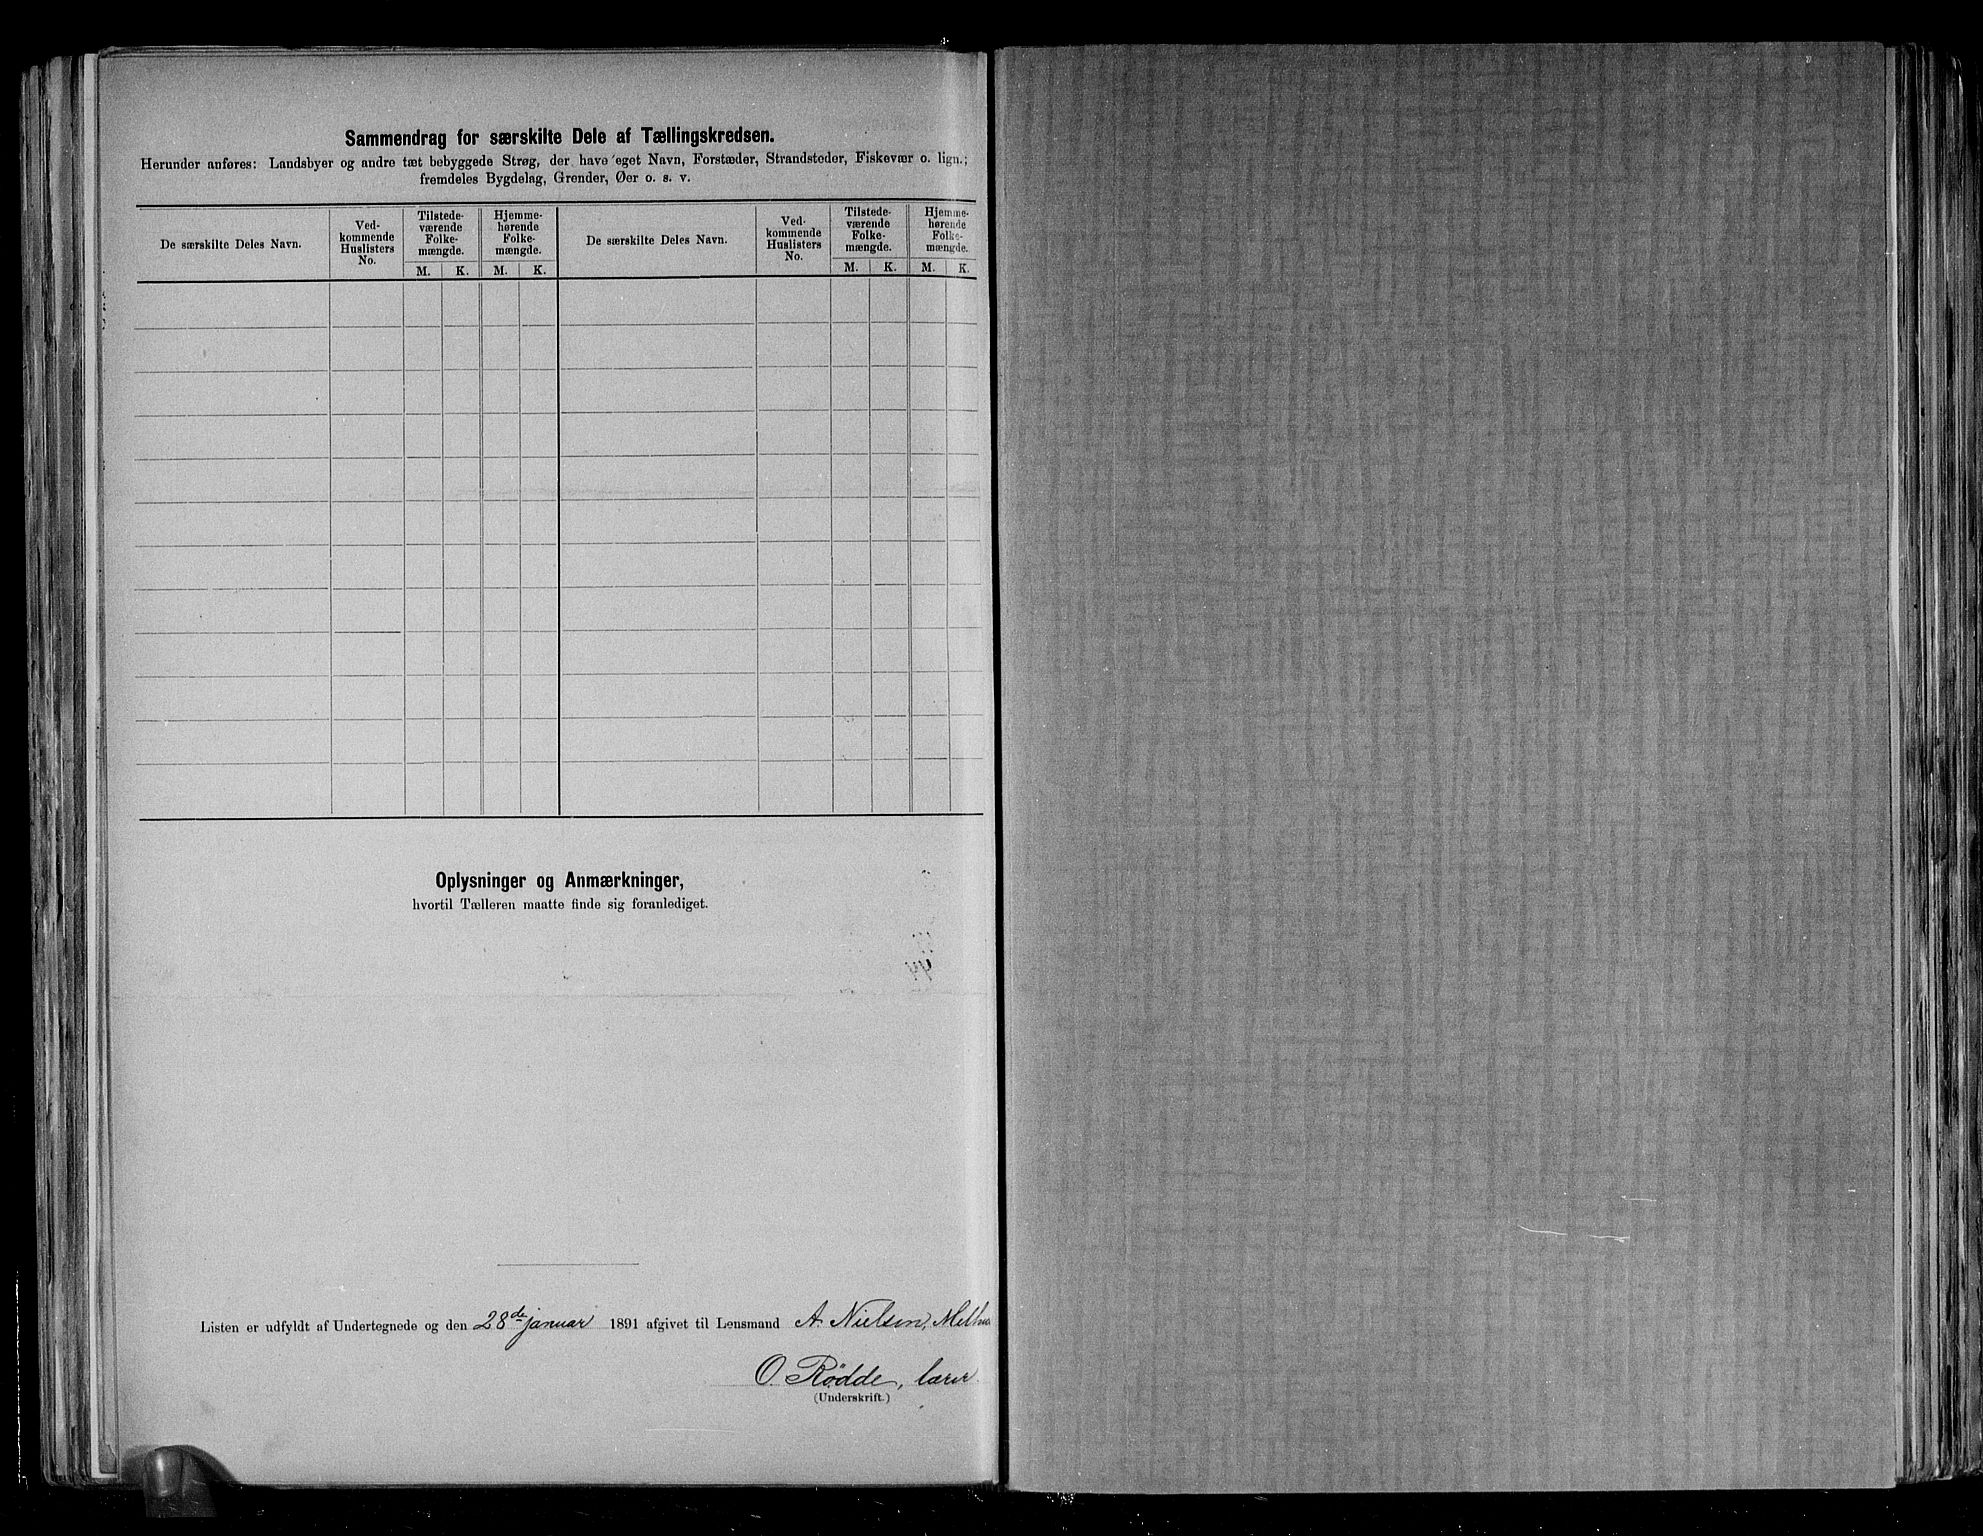 Sammendrag for særskilte Dele af Tællingskredsen.
Herunder anføres: Landsbyer og andre tæt bebyggede Strøg, der have eget Navn, Forstæder, Strandsteder, Fiskevær o. lign.;
fremdeles Bygdelag, Grender, Øer o. s. v.
De særskilte Deles Navn.
Ved-
kommende
Huslisters
No.
Tilstede-
værende
Folke-
mængde.
Hjemme-
hørende
Folke-
mængde.
M. K. M. K.
De særskilte Deles Navn.
Ved-
kommende
Huslisters
No.
Tilstede-
værende
Folke-
mængde.
Hjemme-
hørende
Folke-
mængde.
M. K. M. K.
Oplysninger og Anmærkninger,
hvortil Tælleren maatte finde sig foranlediget.
Listen er udfyldt af Undertegnede og den 28de januar 1891 afgivet til Lensmand A. Nielsen, Melhus
O. Rødde, lærer.
(Underskrift.)